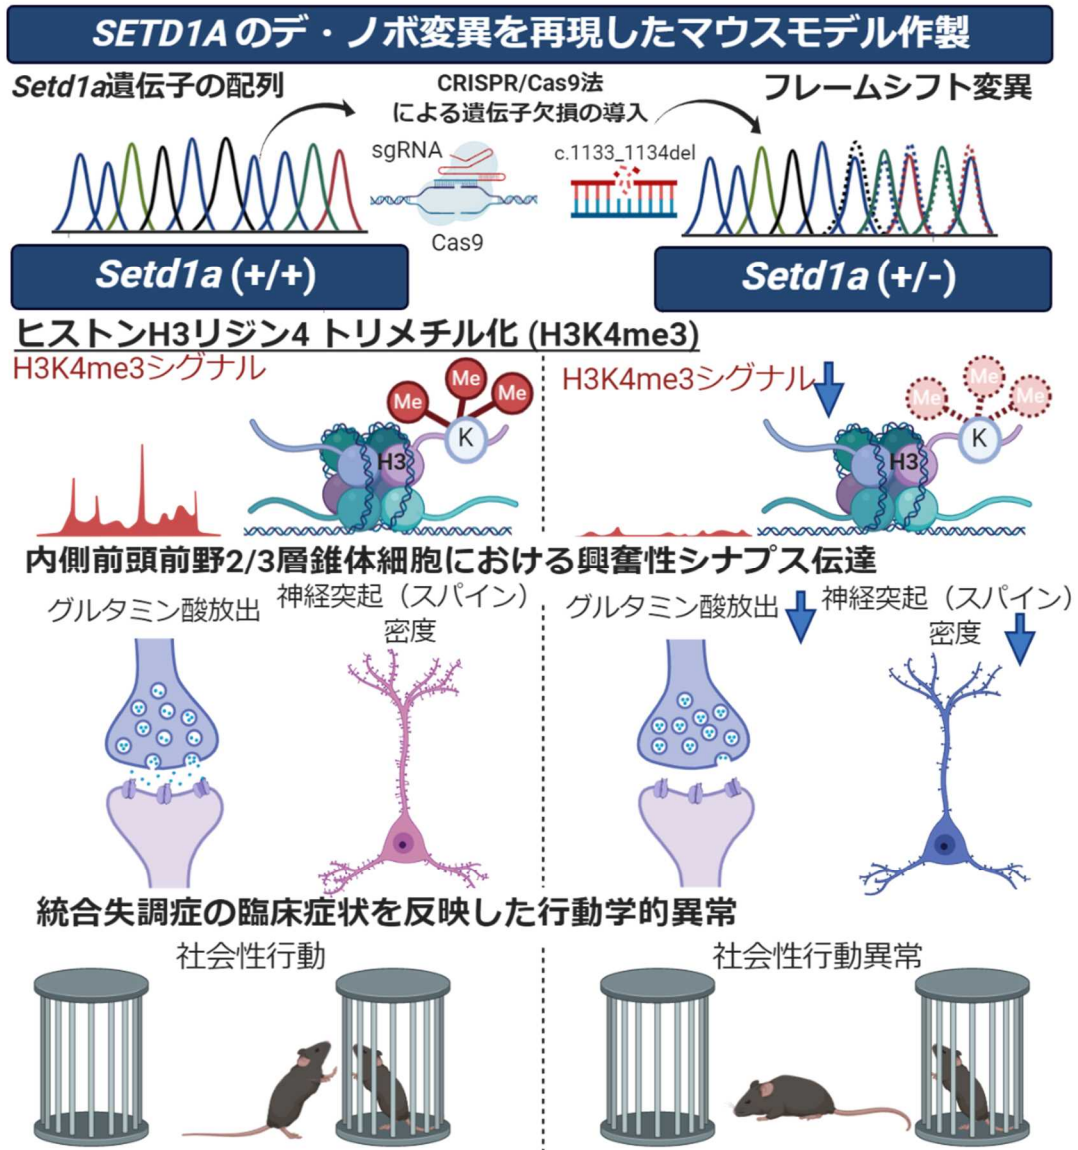 SETD1Aのデ・ノボ変異を再現したマウスモデル作製
Setd1a遺伝子の配列
CRISPR/Cas9法
による遺伝子欠損の導入
フレームシフト変異
sgRNA
Cas9
c.1133_1134del
Setd1a (+/+)
Setd1a (+/-)
ヒストンH3リジン4 トリメチル化 (H3K4me3)
H3K4me3シグナル
Me
Me
Me
K
H3
H3K4me3シグナル
Me
Me
Me
K
H3
内側前頭前野2/3層錐体細胞における興奮性シナプス伝達
グルタミン酸放出
神経突起（スパイン）
密度
グルタミン酸放出
神経突起（スパイン）
密度
統合失調症の臨床症状を反映した行動学的異常
社会性行動
社会性行動異常